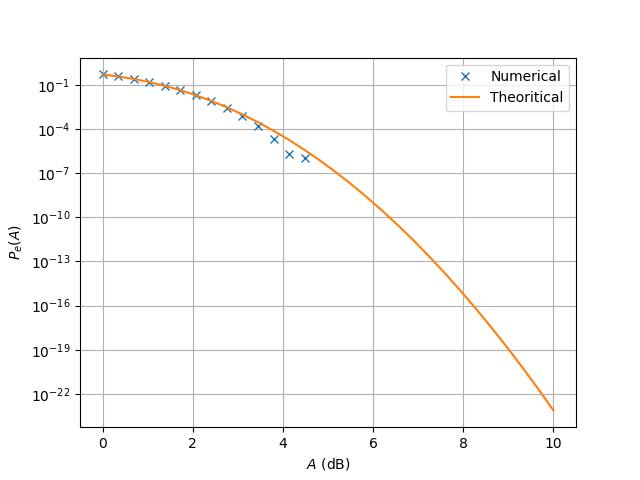 Numerical
Theoritical
10⁻¹
10⁻⁴
10⁻⁷
10⁻¹⁰
10⁻¹³
10⁻¹⁶
10⁻¹⁹
10⁻²²
Pₑ(A)
0 2 4 6 8 10
A (dB)